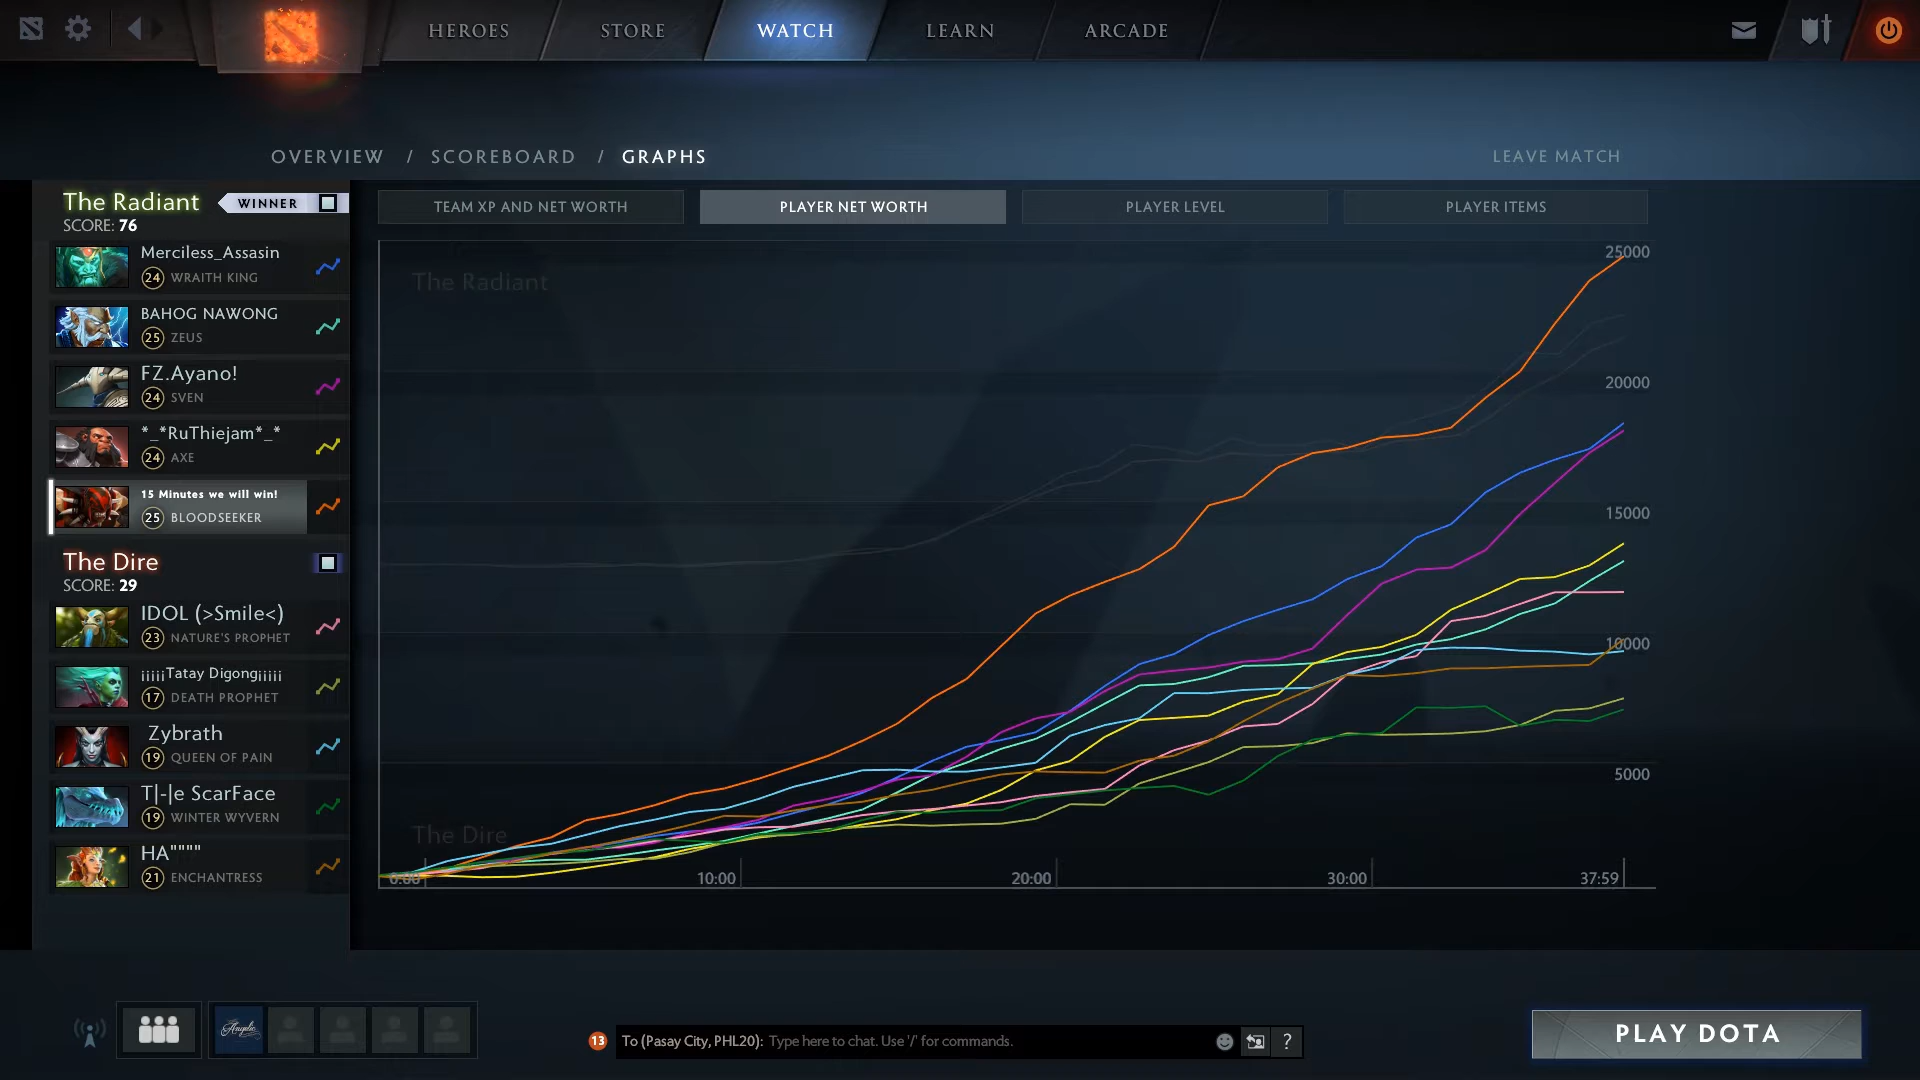 HEROES
STORE
WATCH
LEARN
ARCADE
OVERVIEW / SCOREBOARD / GRAPHS
LEAVE MATCH
The Radiant
WINNER
SCORE: 76
Merciless_Assasin
24 WRAITH KING
BAHOG NAWONG
25 ZEUS
FZ.Ayano!
24 SVEN
*_*RuThiejam*_*
24 AXE
15 Minutes we will win!
25 BLOODSEEKER
The Dire
SCORE: 29
IDOL (>Smile<)
23 NATURE'S PROPHET
¡¡¡¡¡Tatay Digong¡¡¡¡¡
17 DEATH PROPHET
Zybrath
19 QUEEN OF PAIN
T|-|e ScarFace
19 WINTER WYVERN
HA""""
21 ENCHANTRESS
TEAM XP AND NET WORTH
PLAYER NET WORTH
PLAYER LEVEL
PLAYER ITEMS
The Radiant
25000
20000
15000
10000
5000
The Dire
0:00
10:00
20:00
30:00
37:59
Angelic
13
To (Pasay City, PHL20): Type here to chat. Use '/' for commands.
?
PLAY DOTA